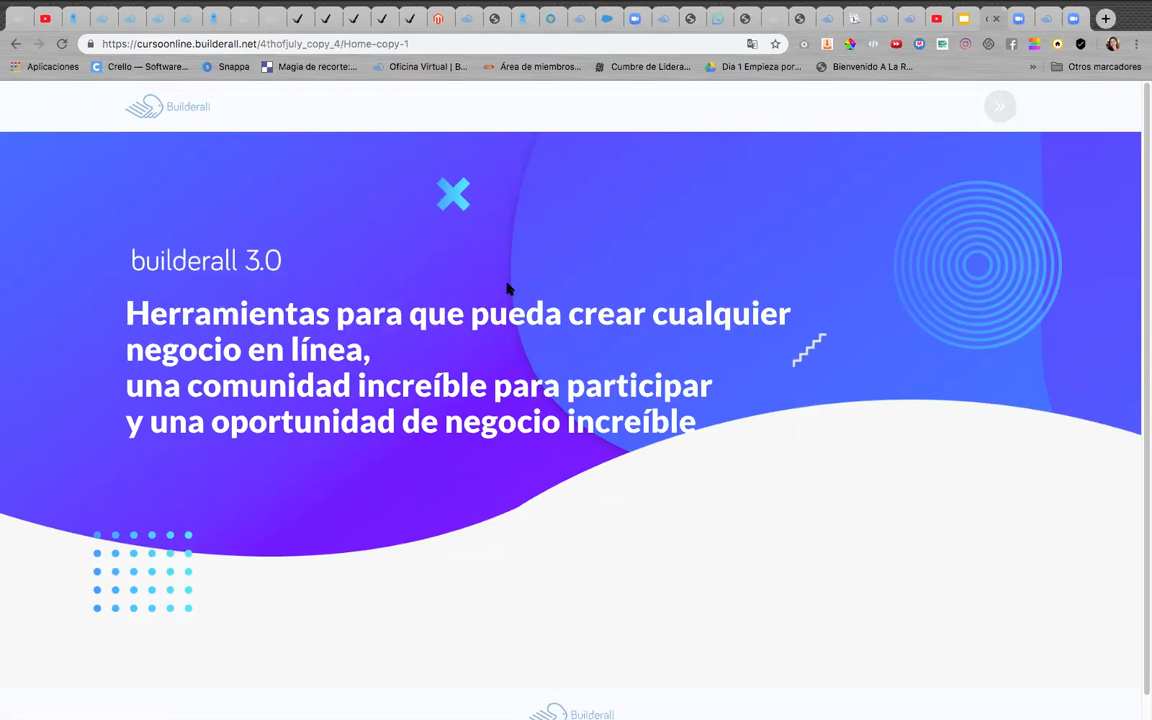 https://cursoonline.builderall.net/4thofjuly_copy_4/Home-copy-1
Aplicaciones
Crello — Software...
Snappa
Magia de recorte:...
Oficina Virtual | B...
Área de miembros...
Cumbre de Lidera...
Dia 1 Empieza por...
Bienvenido A La R...
»
Otros marcadores
Builderall
builderall 3.0
Herramientas para que pueda crear cualquier
negocio en línea,
una comunidad increíble para participar
y una oportunidad de negocio increíble
Builderall